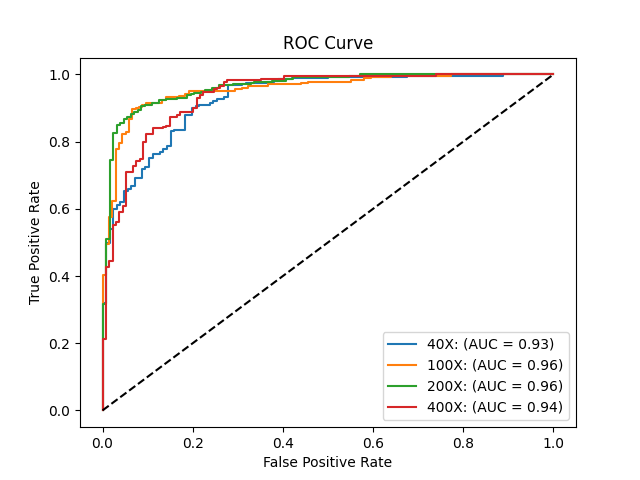 ROC Curve
True Positive Rate
1.0
0.8
0.6
0.4
0.2
0.0
0.0 0.2 0.4 0.6 0.8 1.0
False Positive Rate
40X: (AUC = 0.93)
100X: (AUC = 0.96)
200X: (AUC = 0.96)
400X: (AUC = 0.94)